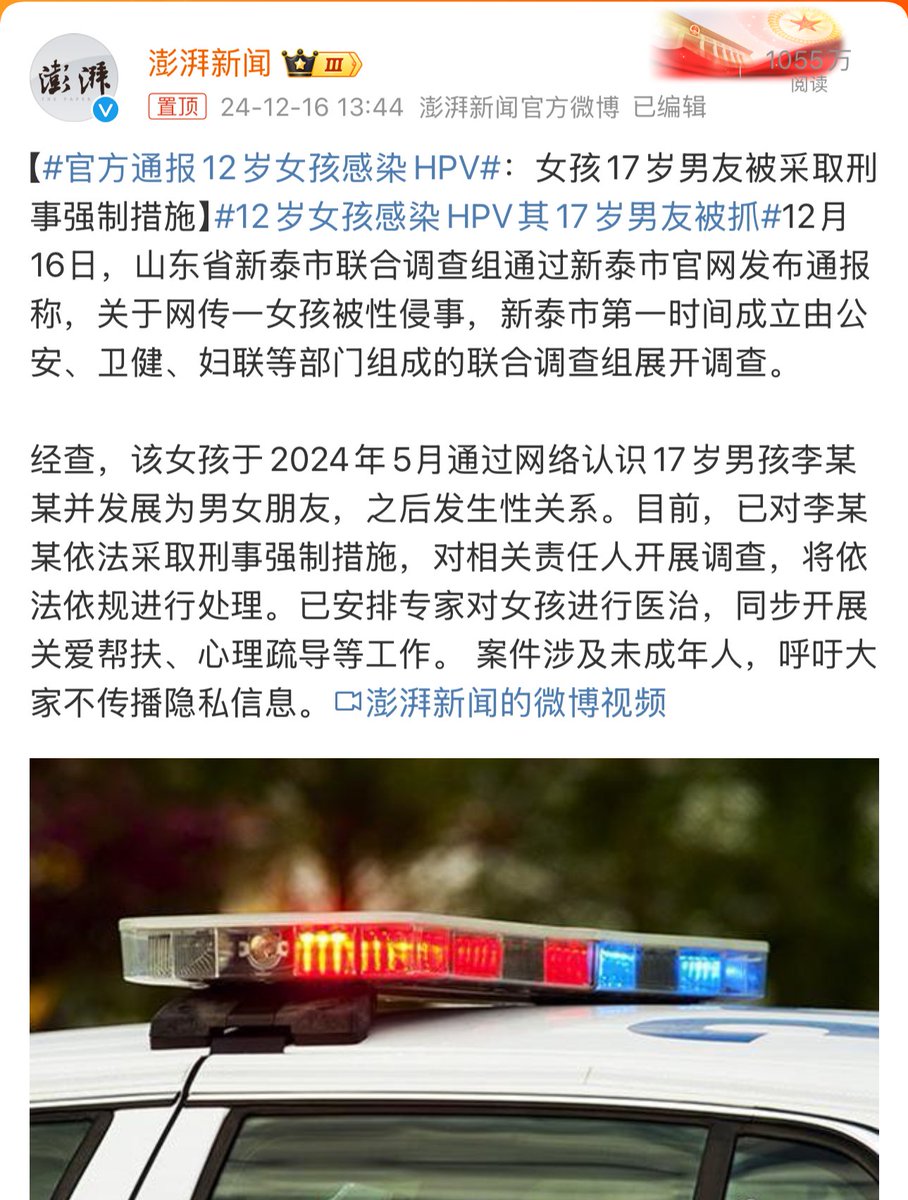 澎湃新闻 III
1055万
阅读
澎湃
THE PAPER
置顶 24-12-16 13:44 澎湃新闻官方微博 已编辑
【#官方通报12岁女孩感染HPV#：女孩17岁男友被采取刑
事强制措施】#12岁女孩感染HPV其17岁男友被抓#12月
16日，山东省新泰市联合调查组通过新泰市官网发布通报
称，关于网传一女孩被性侵事，新泰市第一时间成立由公
安、卫健、妇联等部门组成的联合调查组展开调查。
经查，该女孩于2024年5月通过网络认识17岁男孩李某
某并发展为男女朋友，之后发生性关系。目前，已对李某
某依法采取刑事强制措施，对相关责任人开展调查，将依
法依规进行处理。已安排专家对女孩进行医治，同步开展
关爱帮扶、心理疏导等工作。 案件涉及未成年人，呼吁大
家不传播隐私信息。澎湃新闻的微博视频